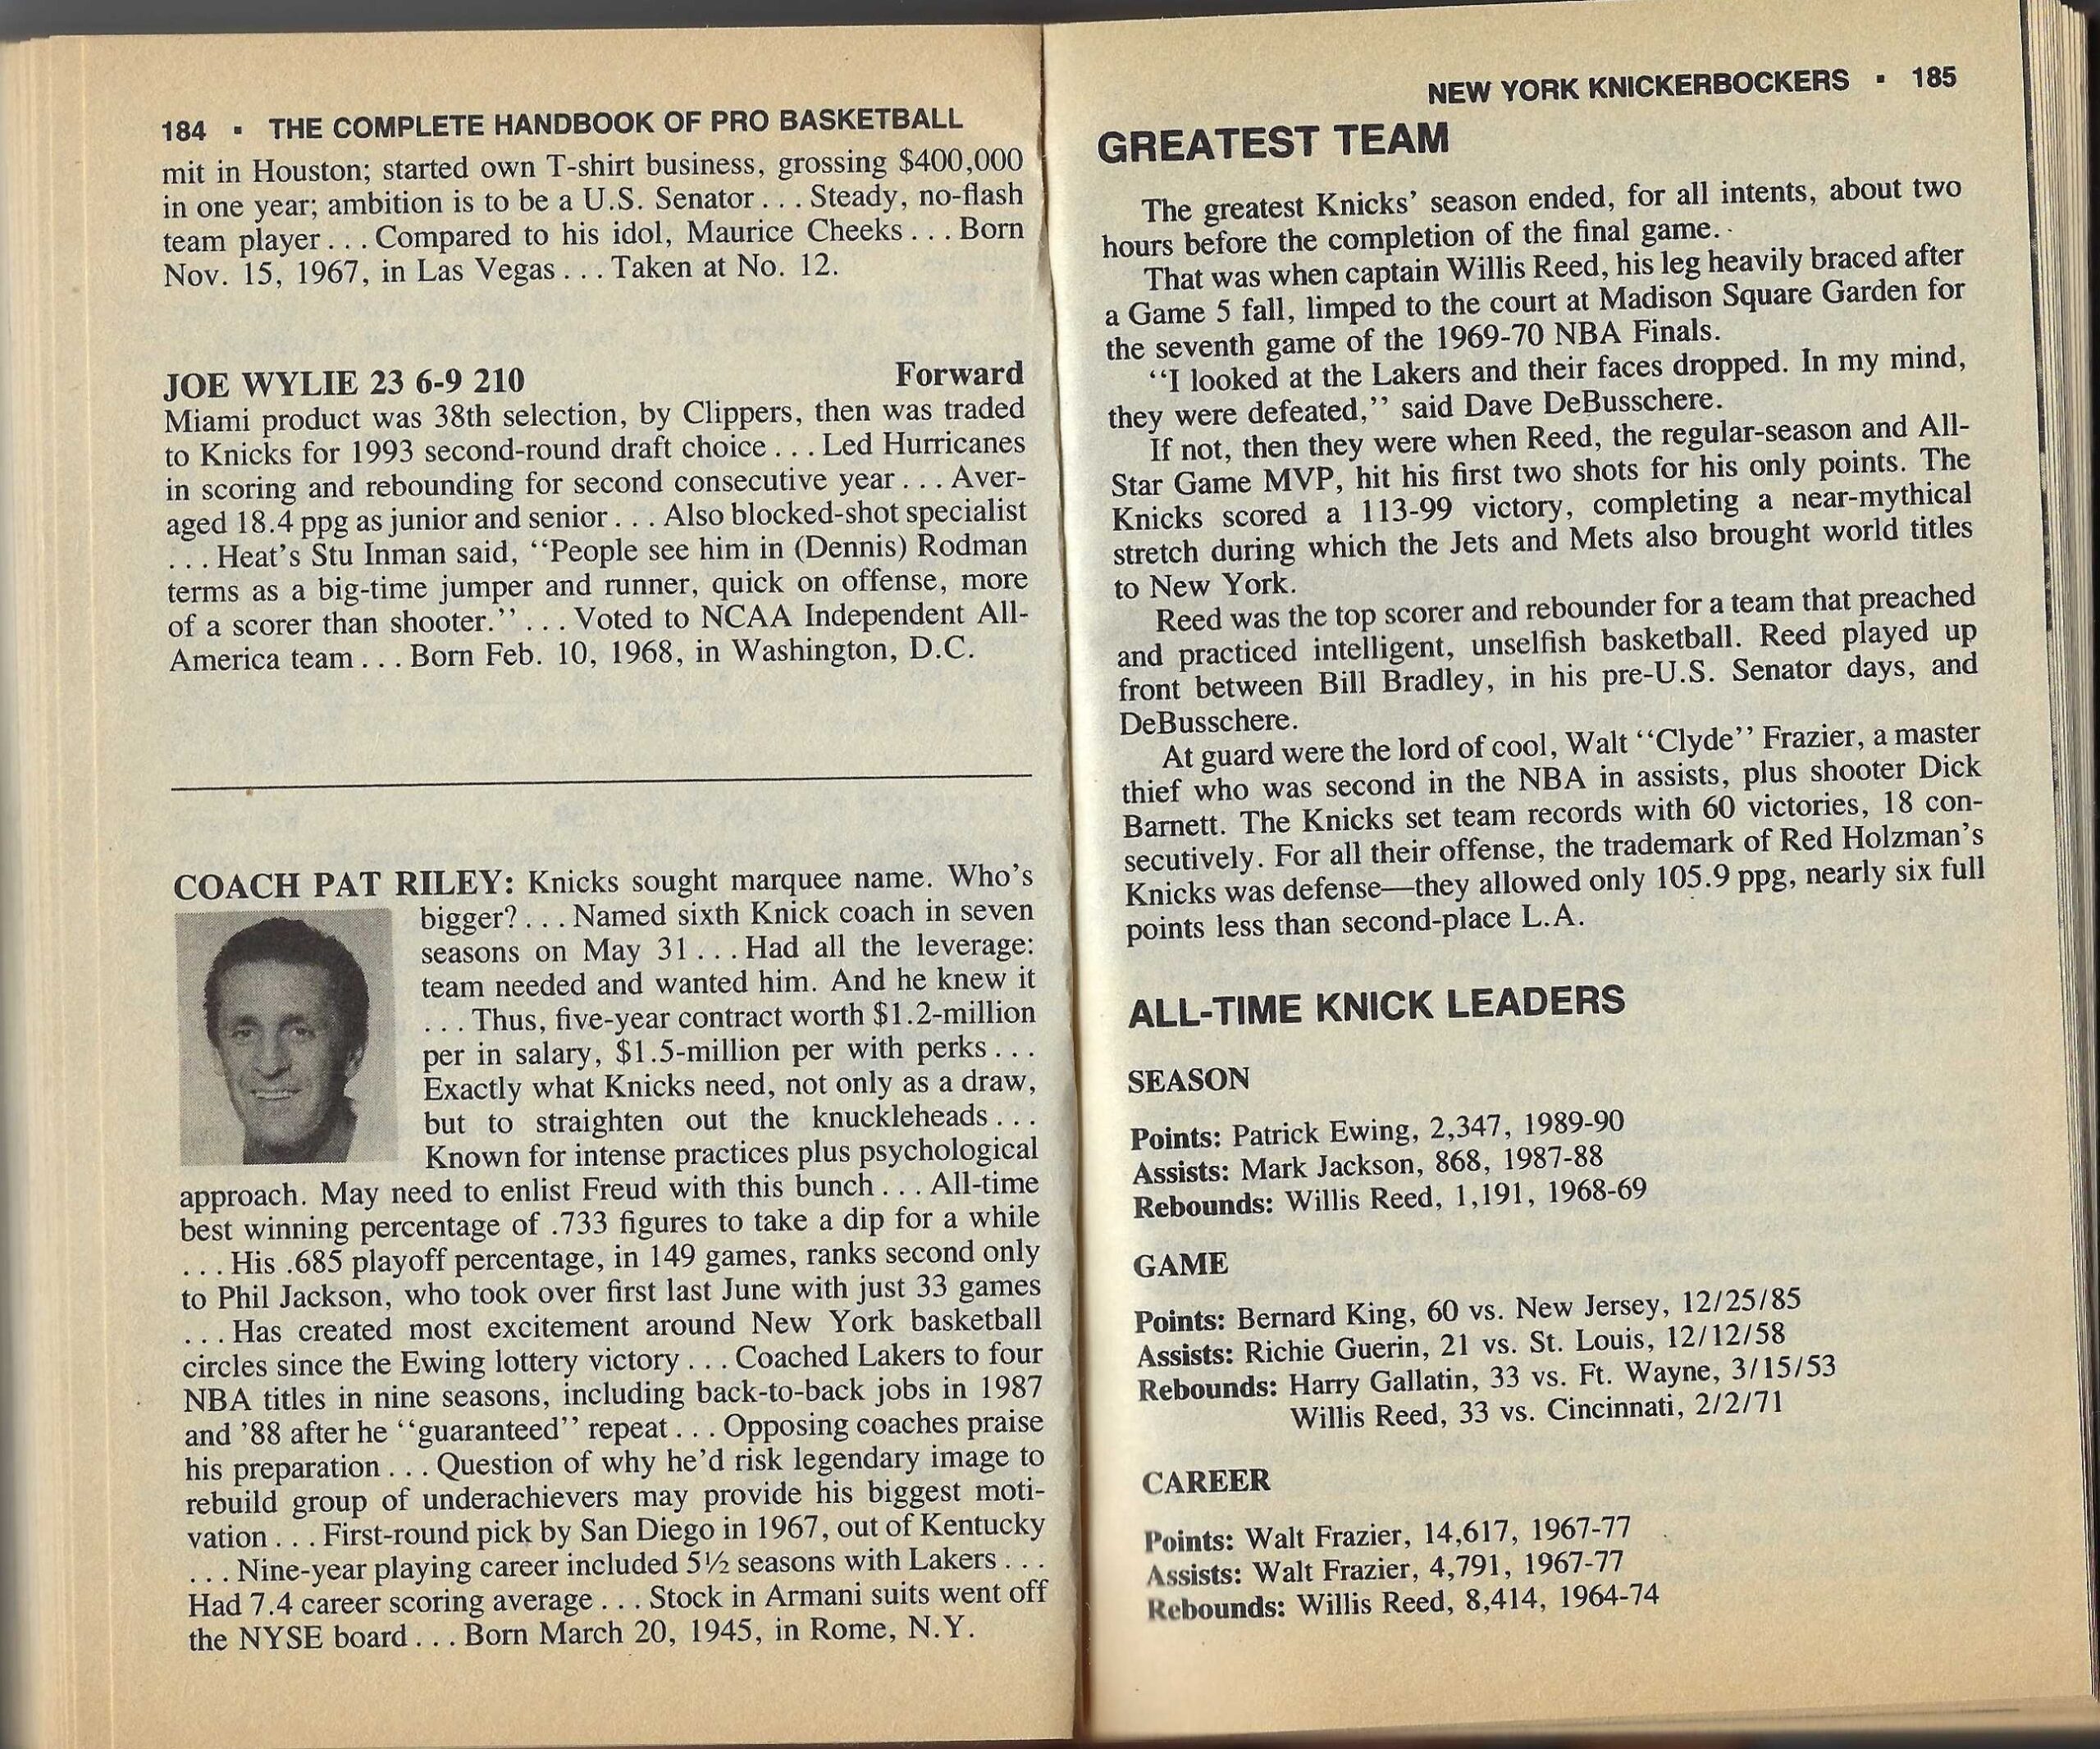 184 ▪ THE COMPLETE HANDBOOK OF PRO BASKETBALL
mit in Houston; started own T-shirt business, grossing $400,000
in one year; ambition is to be a U.S. Senator . . . Steady, no-flash
team player . . . Compared to his idol, Maurice Cheeks . . . Born
Nov. 15, 1967, in Las Vegas . . . Taken at No. 12.
JOE WYLIE 23 6-9 210 Forward
Miami product was 38th selection, by Clippers, then was traded
to Knicks for 1993 second-round draft choice . . . Led Hurricanes
in scoring and rebounding for second consecutive year . . . Aver-
aged 18.4 ppg as junior and senior . . . Also blocked-shot specialist
. . . Heat's Stu Inman said, ‘‘People see him in (Dennis) Rodman
terms as a big-time jumper and runner, quick on offense, more
of a scorer than shooter.’’ . . . Voted to NCAA Independent All-
America team . . . Born Feb. 10, 1968, in Washington, D.C.
COACH PAT RILEY: Knicks sought marquee name. Who's
bigger? . . . Named sixth Knick coach in seven
seasons on May 31 . . . Had all the leverage:
team needed and wanted him. And he knew it
. . . Thus, five-year contract worth $1.2-million
per in salary, $1.5-million per with perks . . .
Exactly what Knicks need, not only as a draw,
but to straighten out the knuckleheads . . .
Known for intense practices plus psychological
approach. May need to enlist Freud with this bunch . . . All-time
best winning percentage of .733 figures to take a dip for a while
. . . His .685 playoff percentage, in 149 games, ranks second only
to Phil Jackson, who took over first last June with just 33 games
. . . Has created most excitement around New York basketball
circles since the Ewing lottery victory . . . Coached Lakers to four
NBA titles in nine seasons, including back-to-back jobs in 1987
and '88 after he ‘‘guaranteed’’ repeat . . . Opposing coaches praise
his preparation . . . Question of why he'd risk legendary image to
rebuild group of underachievers may provide his biggest moti-
vation . . . First-round pick by San Diego in 1967, out of Kentucky
. . . Nine-year playing career included 5½ seasons with Lakers . . .
Had 7.4 career scoring average . . . Stock in Armani suits went off
the NYSE board . . . Born March 20, 1945, in Rome, N.Y.
NEW YORK KNICKERBOCKERS ▪ 185
GREATEST TEAM
The greatest Knicks' season ended, for all intents, about two
hours before the completion of the final game.
That was when captain Willis Reed, his leg heavily braced after
a Game 5 fall, limped to the court at Madison Square Garden for
the seventh game of the 1969-70 NBA Finals.
‘‘I looked at the Lakers and their faces dropped. In my mind,
they were defeated,’’ said Dave DeBusschere.
If not, then they were when Reed, the regular-season and All-
Star Game MVP, hit his first two shots for his only points. The
Knicks scored a 113-99 victory, completing a near-mythical
stretch during which the Jets and Mets also brought world titles
to New York.
Reed was the top scorer and rebounder for a team that preached
and practiced intelligent, unselfish basketball. Reed played up
front between Bill Bradley, in his pre-U.S. Senator days, and
DeBusschere.
At guard were the lord of cool, Walt ‘‘Clyde’’ Frazier, a master
thief who was second in the NBA in assists, plus shooter Dick
Barnett. The Knicks set team records with 60 victories, 18 con-
secutively. For all their offense, the trademark of Red Holzman's
Knicks was defense—they allowed only 105.9 ppg, nearly six full
points less than second-place L.A.
ALL-TIME KNICK LEADERS
SEASON
Points: Patrick Ewing, 2,347, 1989-90
Assists: Mark Jackson, 868, 1987-88
Rebounds: Willis Reed, 1,191, 1968-69
GAME
Points: Bernard King, 60 vs. New Jersey, 12/25/85
Assists: Richie Guerin, 21 vs. St. Louis, 12/12/58
Rebounds: Harry Gallatin, 33 vs. Ft. Wayne, 3/15/53
Willis Reed, 33 vs. Cincinnati, 2/2/71
CAREER
Points: Walt Frazier, 14,617, 1967-77
Assists: Walt Frazier, 4,791, 1967-77
Rebounds: Willis Reed, 8,414, 1964-74